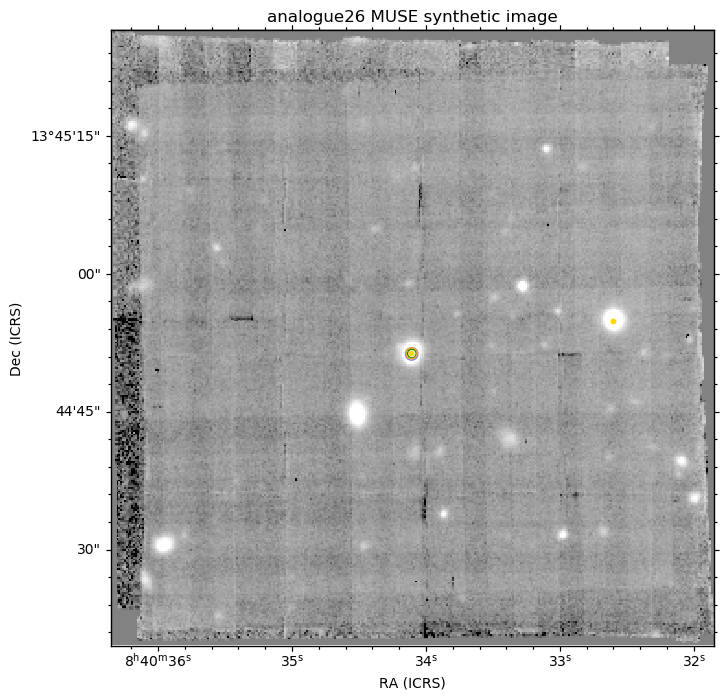 analogue26 MUSE synthetic image
13°45'15"
00"
44'45"
30"
Dec (ICRS)
8ʰ40ᵐ36ˢ 35ˢ 34ˢ 33ˢ 32ˢ
RA (ICRS)